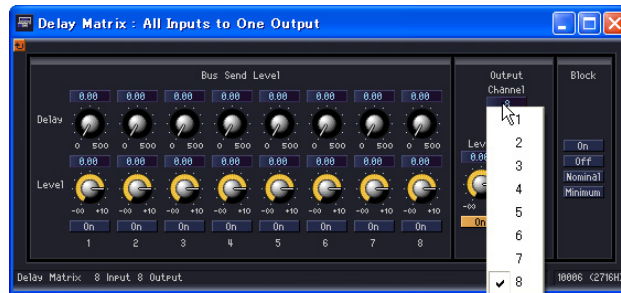 Delay Matrix : All Inputs to One Output
Bus Send Level
Output
Channel
Block
0.00 0.00 0.00 0.00 0.00 0.00 0.00 0.00
8
Delay
0 500 0 500 0 500 0 500 0 500 0 500 0 500 0 500
0.00 0.00 0.00 0.00 0.00 0.00 0.00 0.00
Level
-∞ +10 -∞ +10 -∞ +10 -∞ +10 -∞ +10 -∞ +10 -∞ +10 -∞ +10
On On On On On On On On
1 2 3 4 5 6 7 8
-∞
On
1
2
3
4
5
6
7
✓ 8
On
Off
Nominal
Minimum
Delay Matrix 8 Input 8 Output